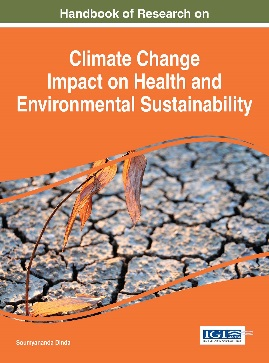 Handbook of Research on
Climate Change
Impact on Health and
Environmental Sustainability
Soumyananda Dinda
IGI